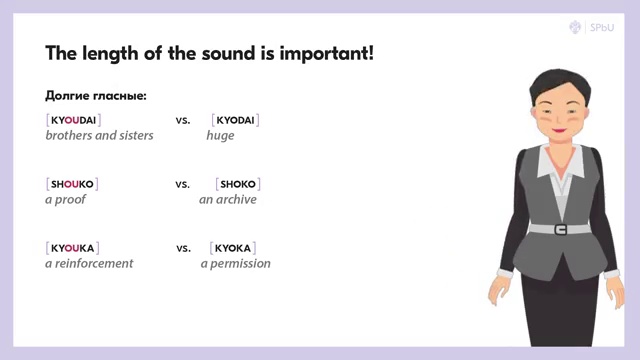 SPbU
The length of the sound is important!
Долгие гласные:
[KYOUDAI] vs. [KYODAI]
brothers and sisters huge
[SHOUKO] vs. [SHOKO]
a proof an archive
[KYOUKA] vs. [KYOKA]
a reinforcement a permission